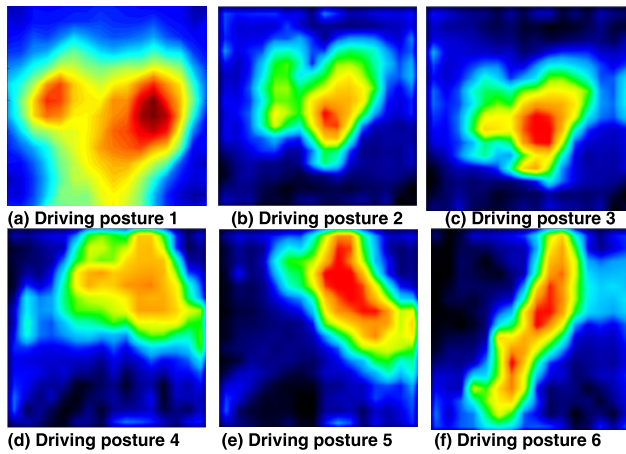 (a) Driving posture 1
(b) Driving posture 2
(c) Driving posture 3
(d) Driving posture 4
(e) Driving posture 5
(f) Driving posture 6